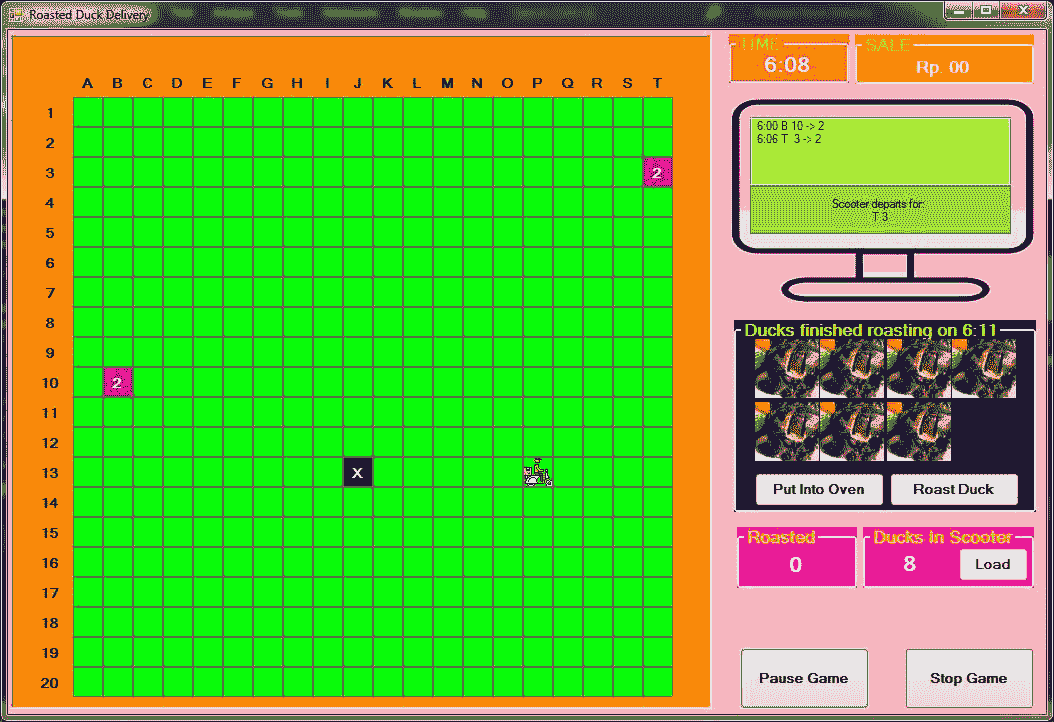 Roasted Duck Delivery
TIME
6:08
SALE
Rp. 00
A B C D E F G H I J K L M N O P Q R S T
1
2
3 2
4
5
6
7
8
9
10 2
11
12
13 X
14
15
16
17
18
19
20
6:00 B 10 -> 2
6:06 T 3 -> 2
Scooter departs for:
T 3
Ducks finished roasting on 6:11
Put Into Oven Roast Duck
Roasted
0
Ducks In Scooter
8 Load
Pause Game Stop Game